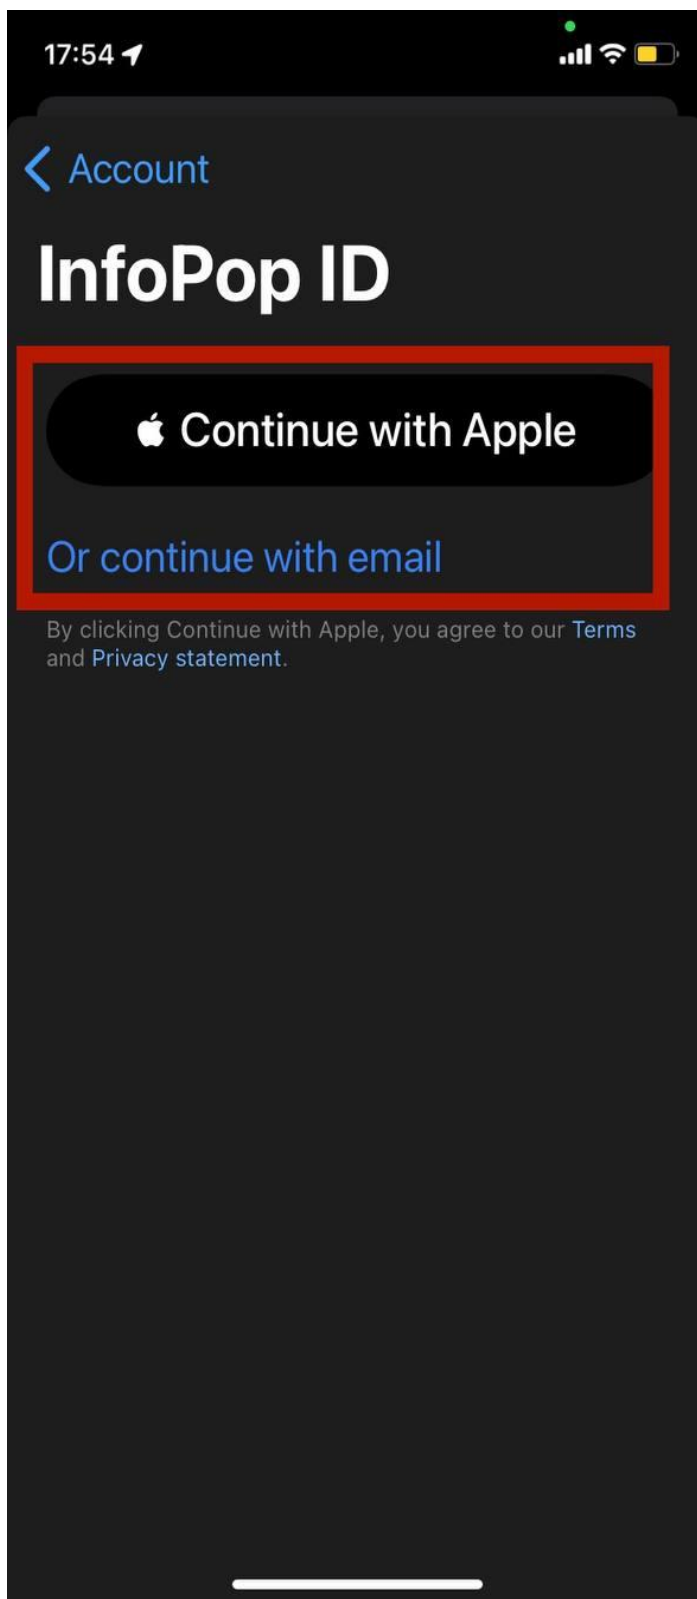 17:54
Account
InfoPop ID
Continue with Apple
Or continue with email
By clicking Continue with Apple, you agree to our Terms
and Privacy statement.